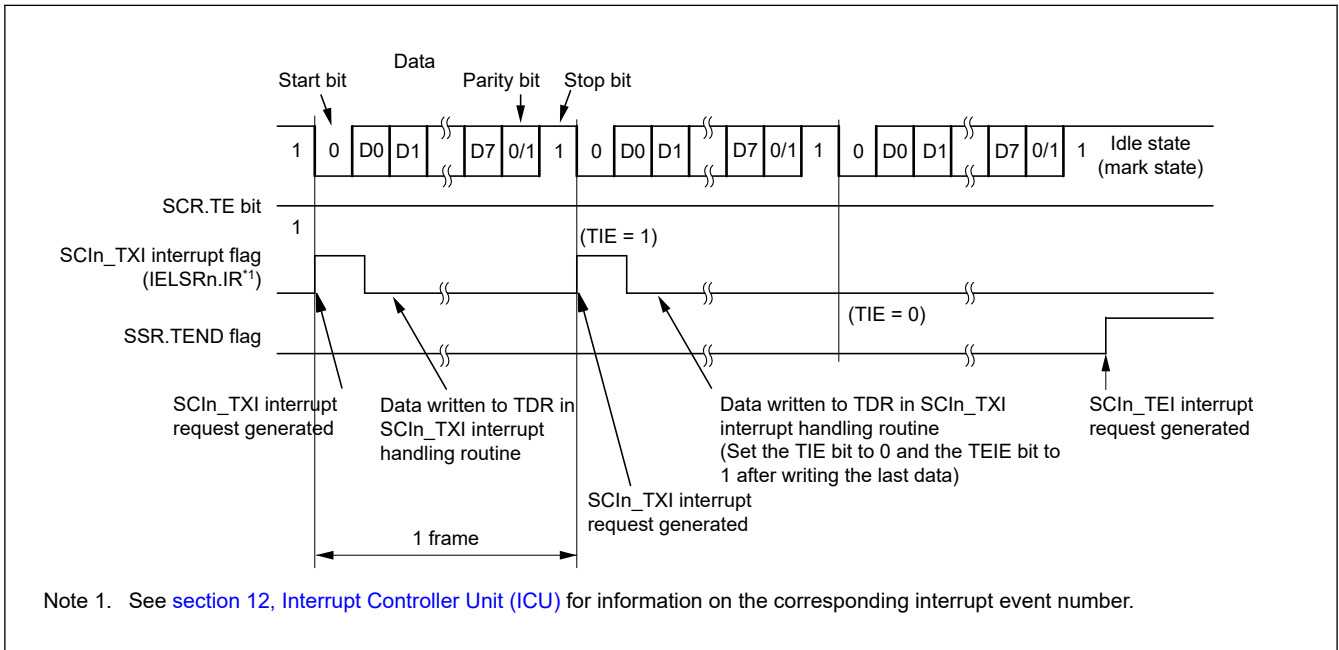 Data
Start bit
Parity bit
Stop bit
1 0 D0 D1 D7 0/1 1 0 D0 D1 D7 0/1 1 0 D0 D1 D7 0/1 1
Idle state
(mark state)
SCR.TE bit
1
(TIE = 1)
SCIn_TXI interrupt flag
(IELSRn.IR*1)
(TIE = 0)
SSR.TEND flag
SCIn_TXI interrupt
request generated
Data written to TDR in
SCIn_TXI interrupt
handling routine
Data written to TDR in SCIn_TXI
interrupt handling routine
(Set the TIE bit to 0 and the TEIE bit to
1 after writing the last data)
SCIn_TEI interrupt
request generated
SCIn_TXI interrupt
request generated
1 frame
Note 1. See section 12, Interrupt Controller Unit (ICU) for information on the corresponding interrupt event number.